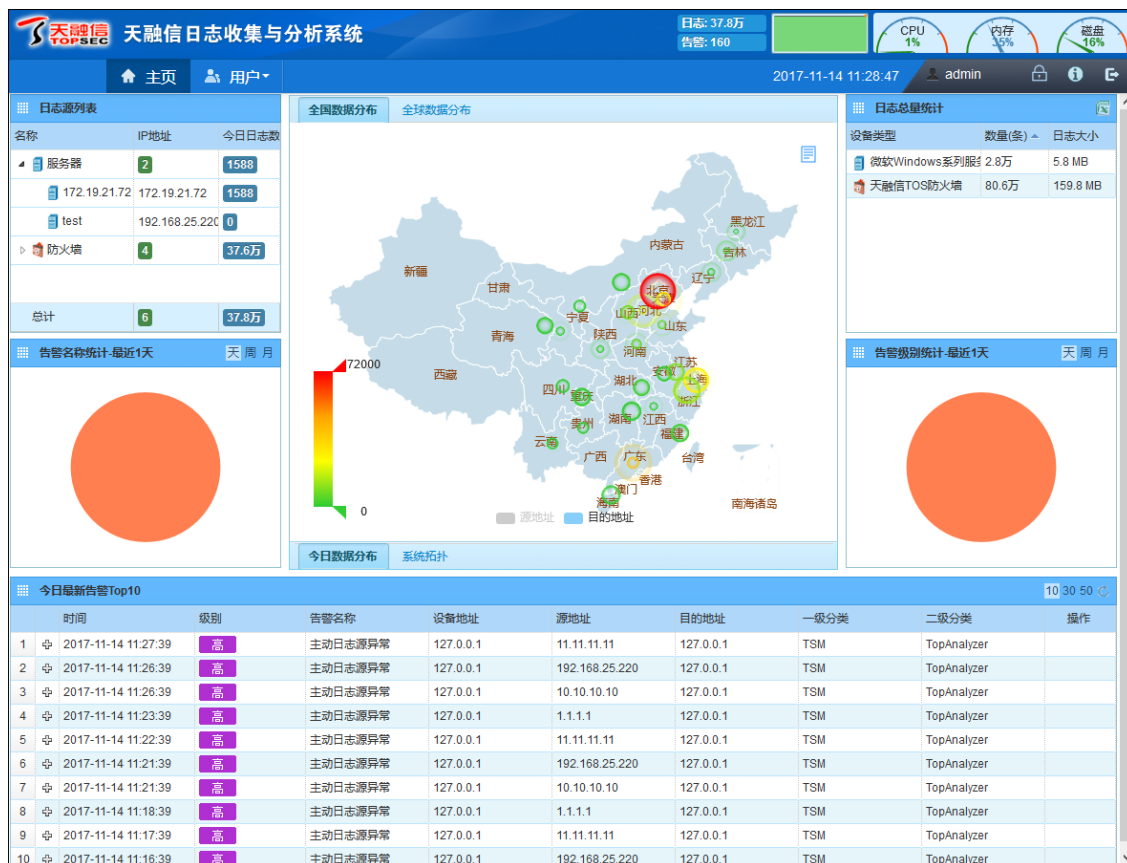 天融信
TOPSEC
天融信日志收集与分析系统
日志: 37.8万
告警: 160
CPU
1%
内存
35%
磁盘
16%
主页
用户
2017-11-14 11:28:47
admin
日志源列表
名称 IP地址 今日日志数
服务器 2 1588
172.19.21.72 172.19.21.72 1588
test 192.168.25.220 0
防火墙 4 37.6万
总计 6 37.8万
告警名称统计-最近1天 天 周 月
全国数据分布 全球数据分布
黑龙江
内蒙古
吉林
新疆
辽宁
甘肃
北京
山西
河北
宁夏
山东
青海
陕西
河南
江苏
西藏
安徽
上海
湖北
四川
重庆
浙江
贵州
湖南
江西
云南
福建
广西
广东
台湾
香港
澳门
海南
南海诸岛
72000
0
源地址 目的地址
今日数据分布 系统拓扑
日志总量统计
设备类型 数量(条) 日志大小
微软Windows系列服 2.8万 5.8 MB
天融信TOS防火墙 80.6万 159.8 MB
告警级别统计-最近1天 天 周 月
今日最新告警Top10 10 30 50
时间 级别 告警名称 设备地址 源地址 目的地址 一级分类 二级分类 操作
1 2017-11-14 11:27:39 高 主动日志源异常 127.0.0.1 11.11.11.11 127.0.0.1 TSM TopAnalyzer
2 2017-11-14 11:26:39 高 主动日志源异常 127.0.0.1 192.168.25.220 127.0.0.1 TSM TopAnalyzer
3 2017-11-14 11:26:39 高 主动日志源异常 127.0.0.1 10.10.10.10 127.0.0.1 TSM TopAnalyzer
4 2017-11-14 11:23:39 高 主动日志源异常 127.0.0.1 1.1.1.1 127.0.0.1 TSM TopAnalyzer
5 2017-11-14 11:22:39 高 主动日志源异常 127.0.0.1 11.11.11.11 127.0.0.1 TSM TopAnalyzer
6 2017-11-14 11:21:39 高 主动日志源异常 127.0.0.1 192.168.25.220 127.0.0.1 TSM TopAnalyzer
7 2017-11-14 11:21:39 高 主动日志源异常 127.0.0.1 10.10.10.10 127.0.0.1 TSM TopAnalyzer
8 2017-11-14 11:18:39 高 主动日志源异常 127.0.0.1 1.1.1.1 127.0.0.1 TSM TopAnalyzer
9 2017-11-14 11:17:39 高 主动日志源异常 127.0.0.1 11.11.11.11 127.0.0.1 TSM TopAnalyzer
10 2017-11-14 11:16:39 高 主动日志源异常 127.0.0.1 192.168.25.220 127.0.0.1 TSM TopAnalyzer